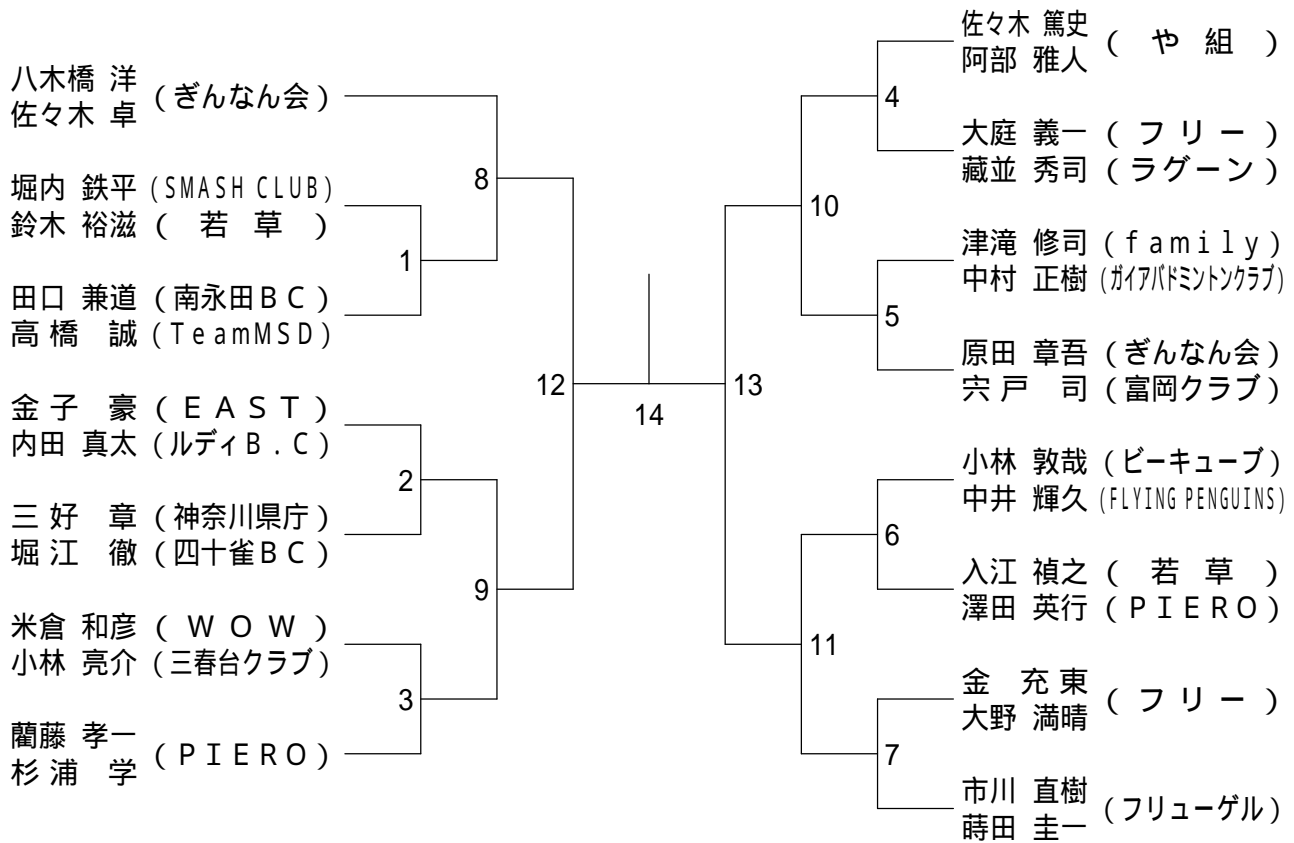 八木橋 洋
佐々木 卓 (ぎんなん会)
堀内 鉄平 (SMASH CLUB)
鈴木 裕滋 (若草)
田口 兼道 (南永田BC)
高橋 誠 (TeamMSD)
金子 豪 (EAST)
内田 真太 (ルディB.C)
三好 章 (神奈川県庁)
堀江 徹 (四十雀BC)
米倉 和彦 (WOW)
小林 亮介 (三春台クラブ)
藺藤 孝一
杉浦 学 (PIERO)
8
1
12
2
9
3
14
13
佐々木 篤史
阿部 雅人 (や組)
4
大庭 義一 (フリー)
藏並 秀司 (ラグーン)
10
津滝 修司 (family)
中村 正樹 (ガイアバドミントンクラブ)
5
原田 章吾 (ぎんなん会)
宍戸 司 (富岡クラブ)
小林 敦哉 (ビーキューブ)
中井 輝久 (FLYING PENGUINS)
6
入江 禎之 (若草)
澤田 英行 (PIERO)
11
金 充東
大野 満晴 (フリー)
7
市川 直樹
蒔田 圭一 (フリューゲル)